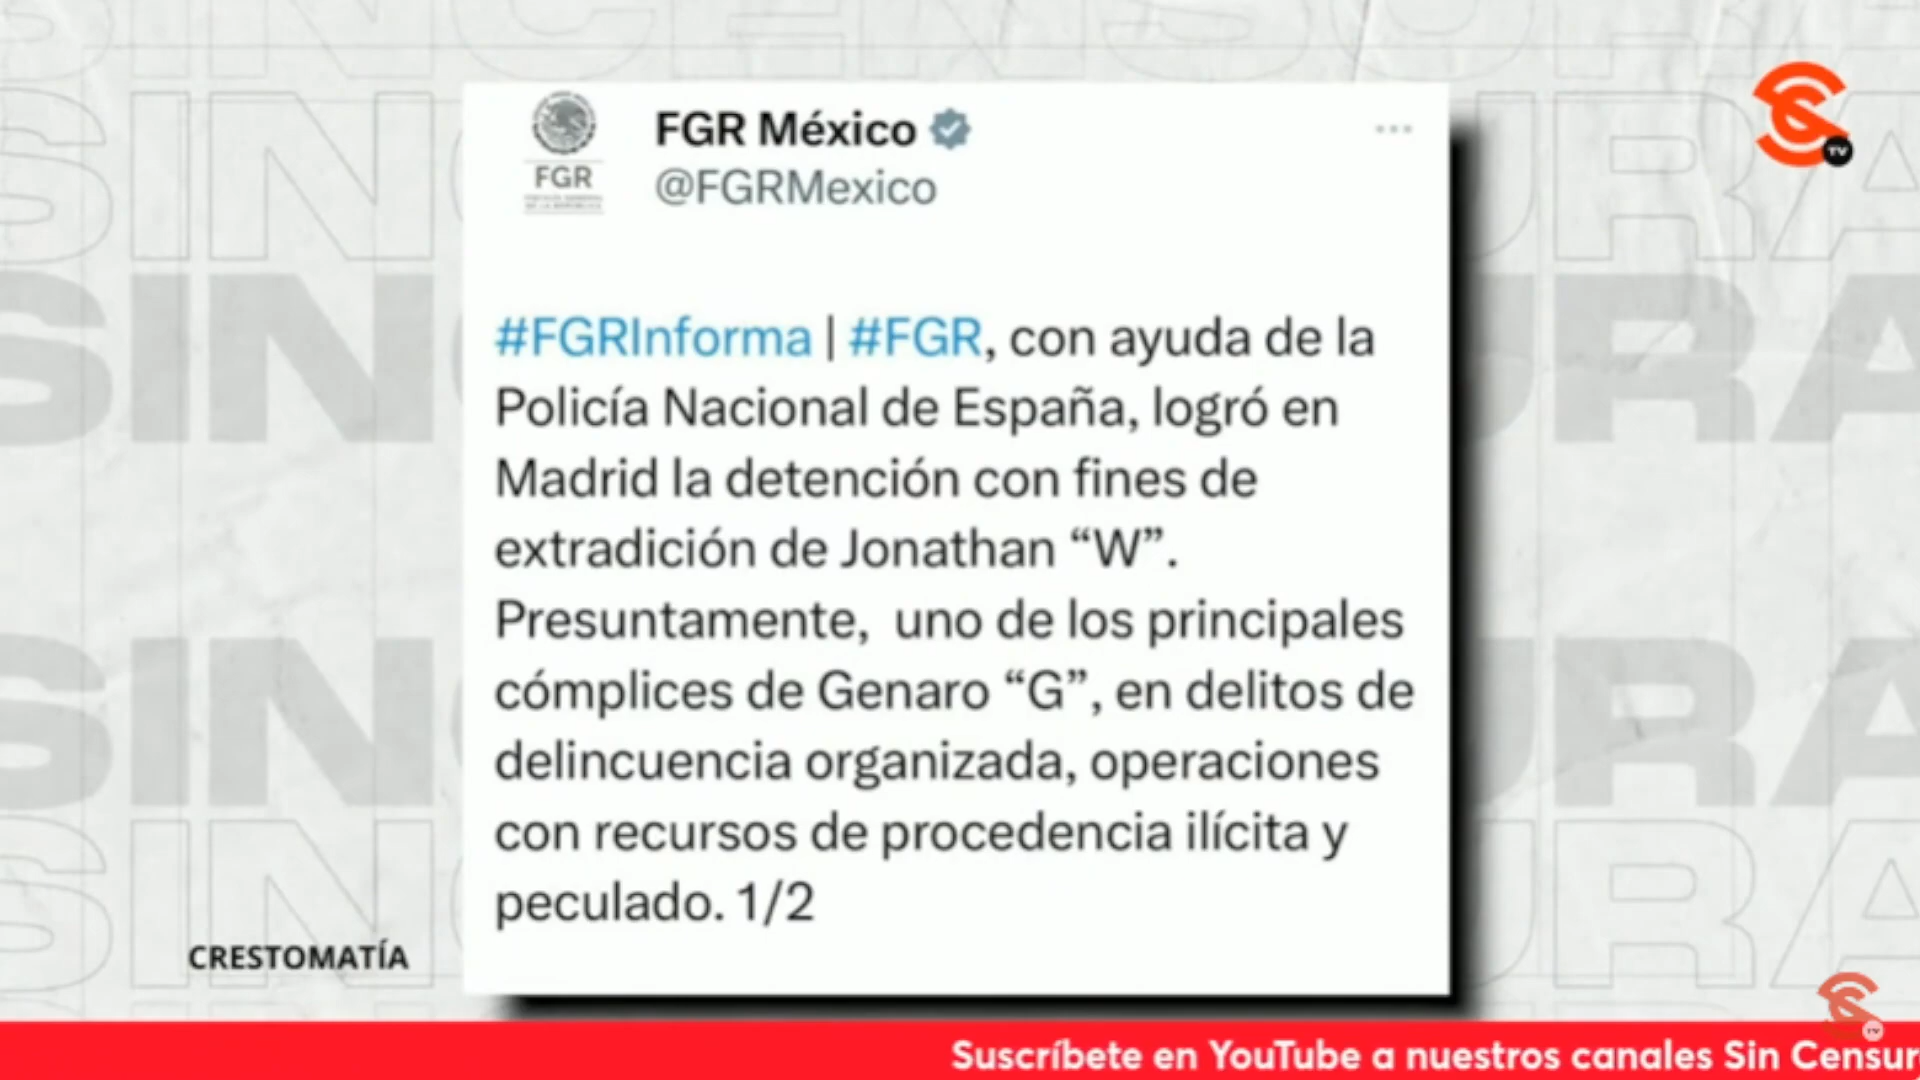 FGR México
@FGRMexico
FGR
#FGRInforma | #FGR, con ayuda de la
Policía Nacional de España, logró en
Madrid la detención con fines de
extradición de Jonathan “W”.
Presuntamente, uno de los principales
cómplices de Genaro “G”, en delitos de
delincuencia organizada, operaciones
con recursos de procedencia ilícita y
peculado. 1/2
CRESTOMATÍA
TV
Suscríbete en YouTube a nuestros canales Sin Censur